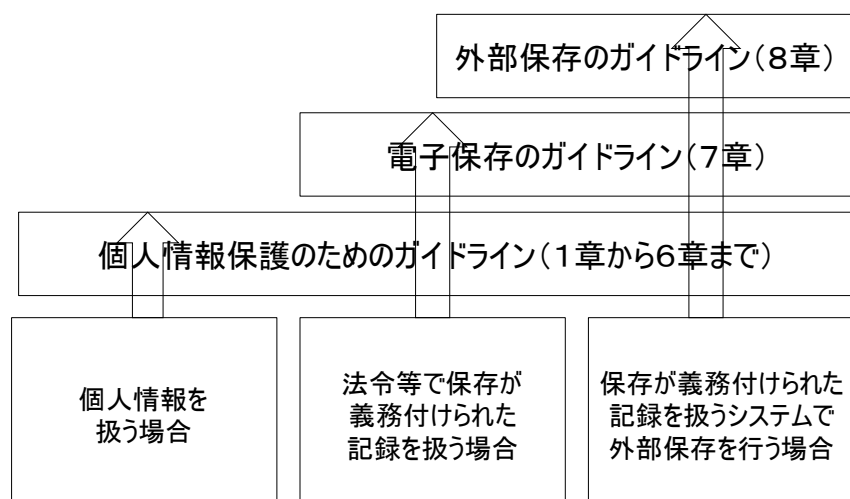 外部保存のガイドライン(8章)
電子保存のガイドライン(7章)
個人情報保護のためのガイドライン(1章から6章まで)
個人情報を
扱う場合
法令等で保存が
義務付けられた
記録を扱う場合
保存が義務付けられた
記録を扱うシステムで
外部保存を行う場合